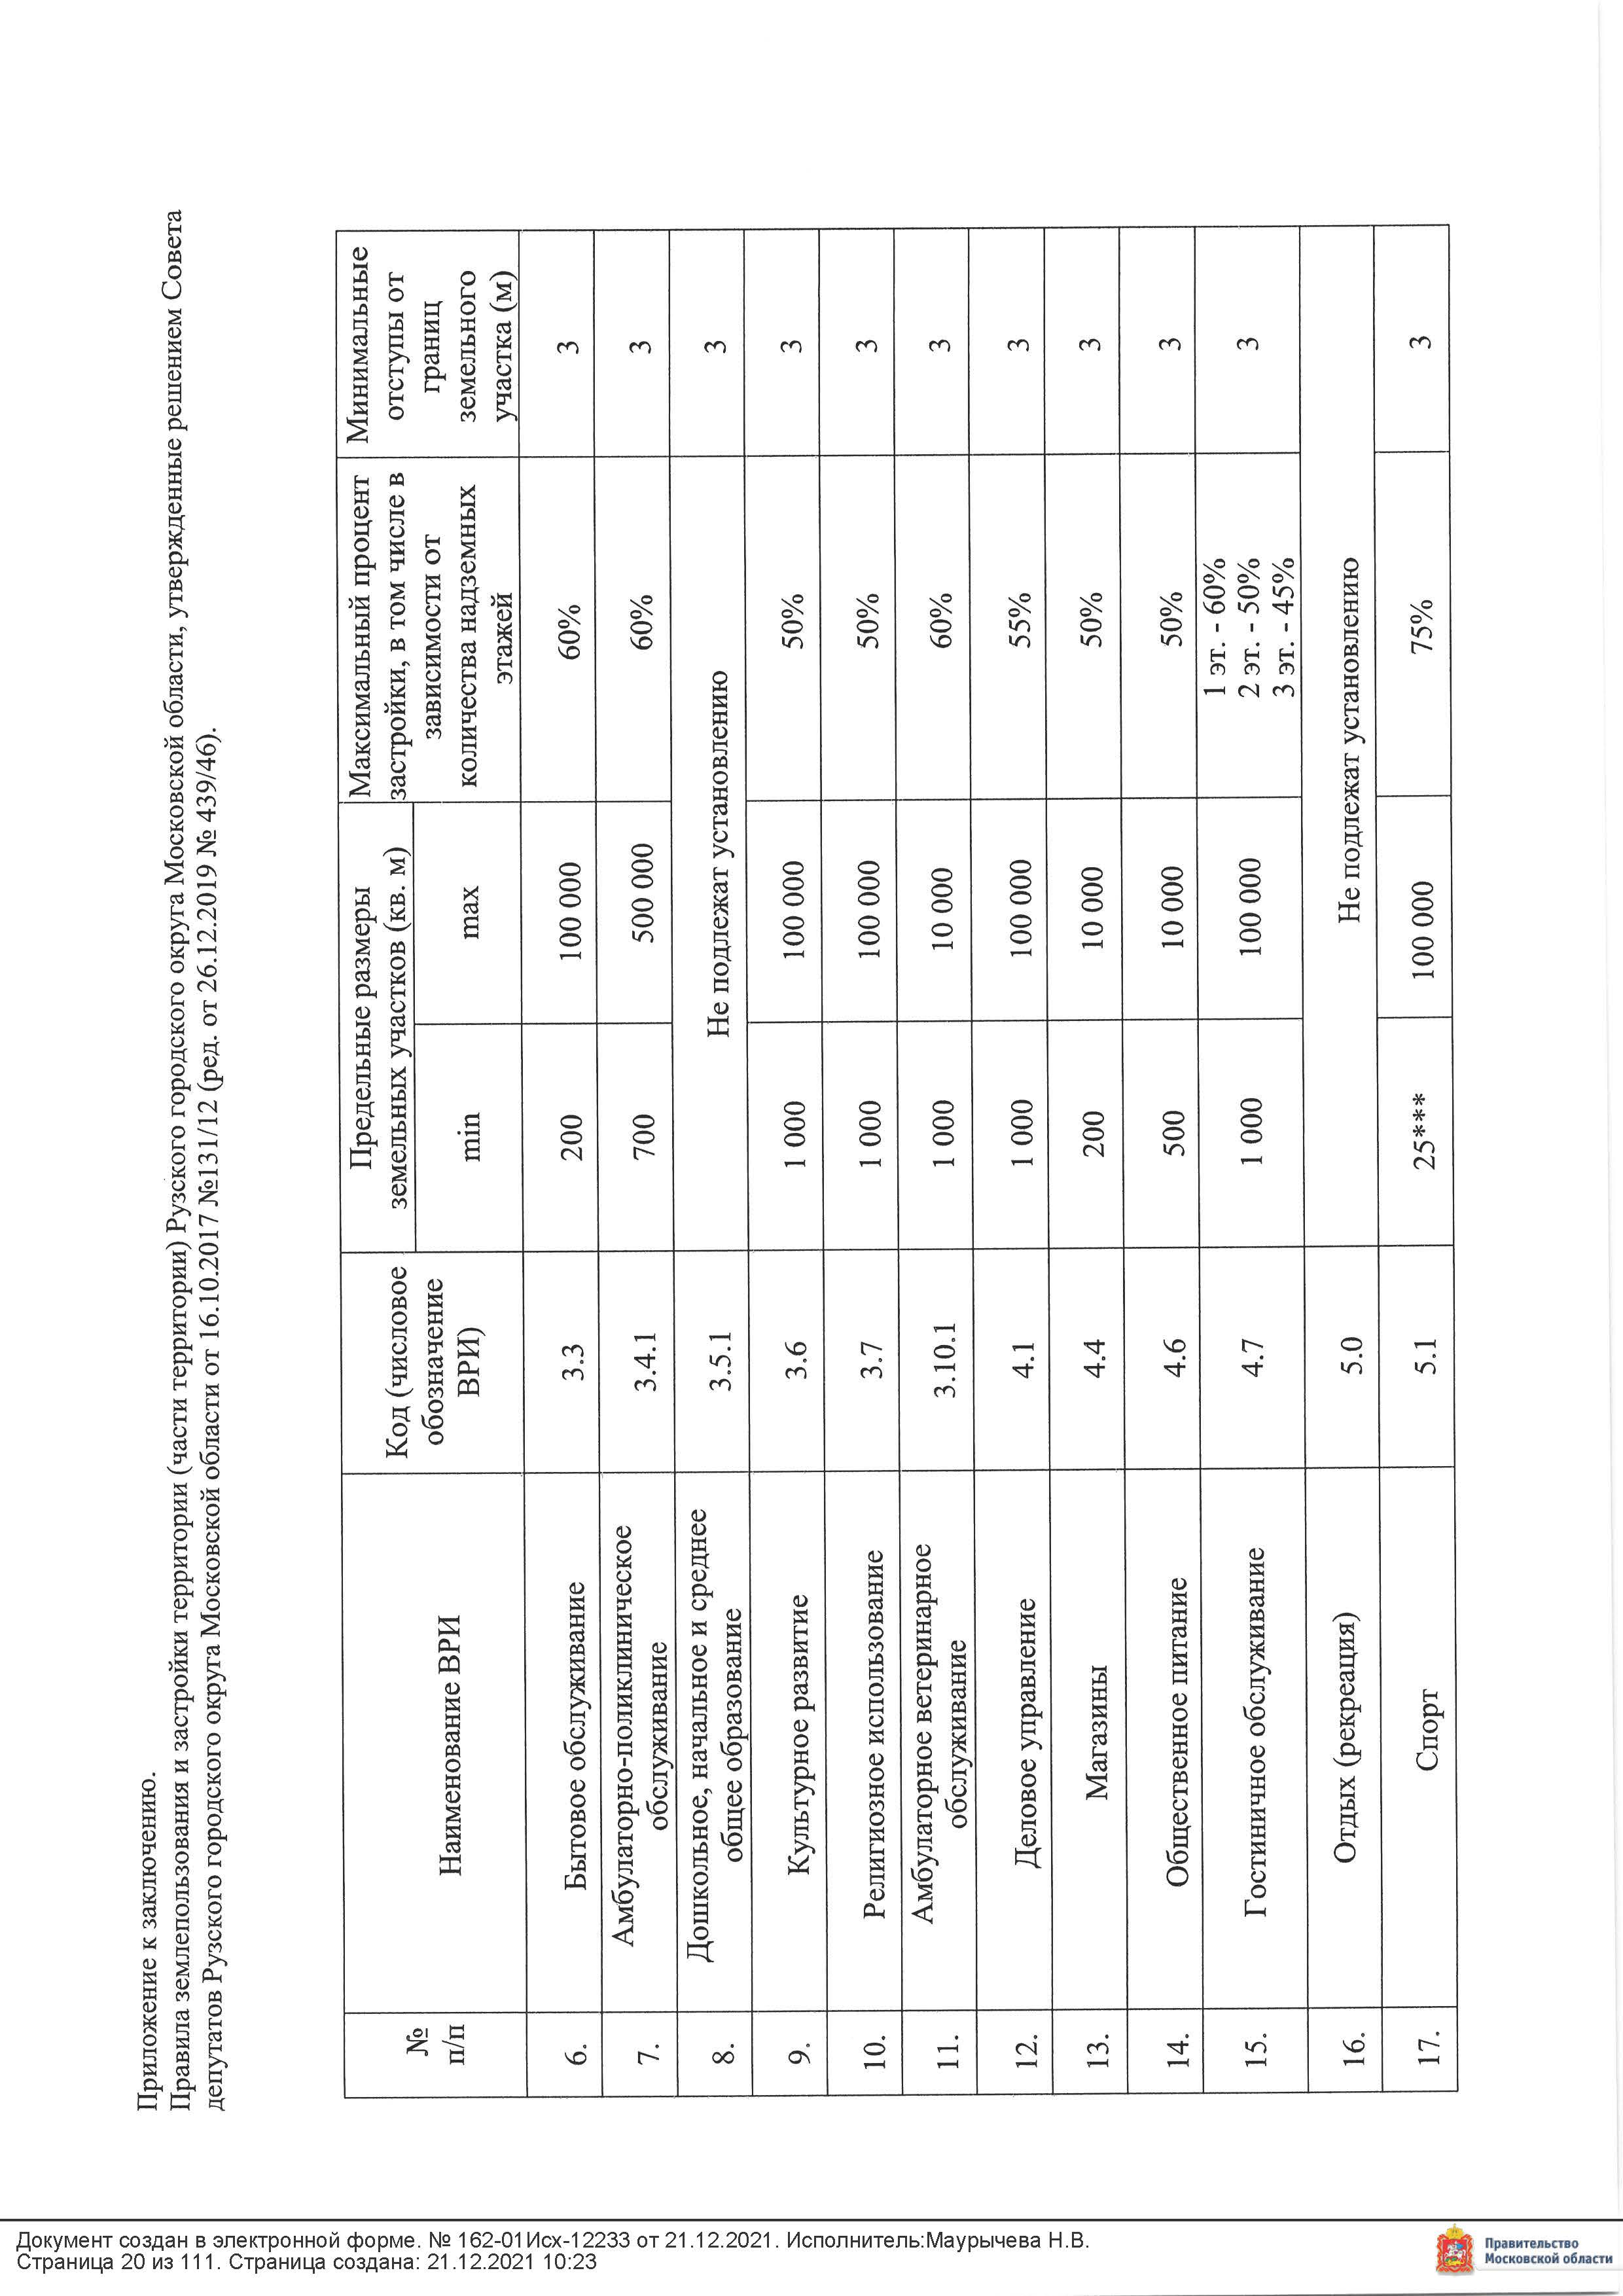 Приложение к заключению.
Правила землепользования и застройки территории (части территории) Рузского городского округа Московской области, утвержденные решением Совета
депутатов Рузского городского округа Московской области от 16.10.2017 №131/12 (ред. от 26.12.2019 № 439/46).
№
п/п
Наименование ВРИ
Код (числовое
обозначение
ВРИ)
Предельные размеры
земельных участков (кв. м)
min
max
Максимальный процент
застройки, в том числе в
зависимости от
количества надземных
этажей
Минимальные
отступы от
границ
земельного
участка (м)
6. Бытовое обслуживание 3.3 200 100 000 60% 3
7. Амбулаторно-поликлиническое
обслуживание 3.4.1 700 500 000 60% 3
8. Дошкольное, начальное и среднее
общее образование 3.5.1 Не подлежат установлению 3
9. Культурное развитие 3.6 1 000 100 000 50% 3
10. Религиозное использование 3.7 1 000 100 000 50% 3
11. Амбулаторное ветеринарное
обслуживание 3.10.1 1 000 10 000 60% 3
12. Деловое управление 4.1 1 000 100 000 55% 3
13. Магазины 4.4 200 10 000 50% 3
14. Общественное питание 4.6 500 10 000 50% 3
15. Гостиничное обслуживание 4.7 1 000 100 000 1 эт. - 60%
2 эт. - 50%
3 эт. - 45%
3
16. Отдых (рекреация) 5.0 Не подлежат установлению
17. Спорт 5.1 25*** 100 000 75% 3
Документ создан в электронной форме. № 162-01Исх-12233 от 21.12.2021. Исполнитель:Маурычева Н.В.
Страница 20 из 111. Страница создана: 21.12.2021 10:23
Правительство
Московской области